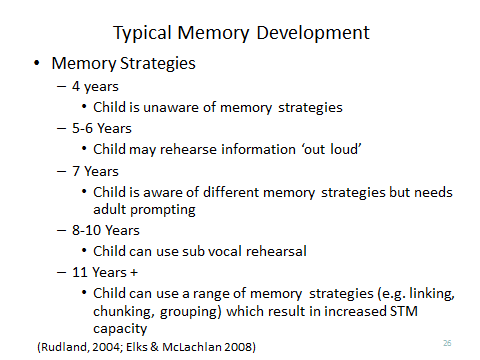 Typical Memory Development
• Memory Strategies
– 4 years
• Child is unaware of memory strategies
– 5-6 Years
• Child may rehearse information ‘out loud’
– 7 Years
• Child is aware of different memory strategies but needs
adult prompting
– 8-10 Years
• Child can use sub vocal rehearsal
– 11 Years +
• Child can use a range of memory strategies (e.g. linking,
chunking, grouping) which result in increased STM
capacity
(Rudland, 2004; Elks & McLachlan 2008)
26